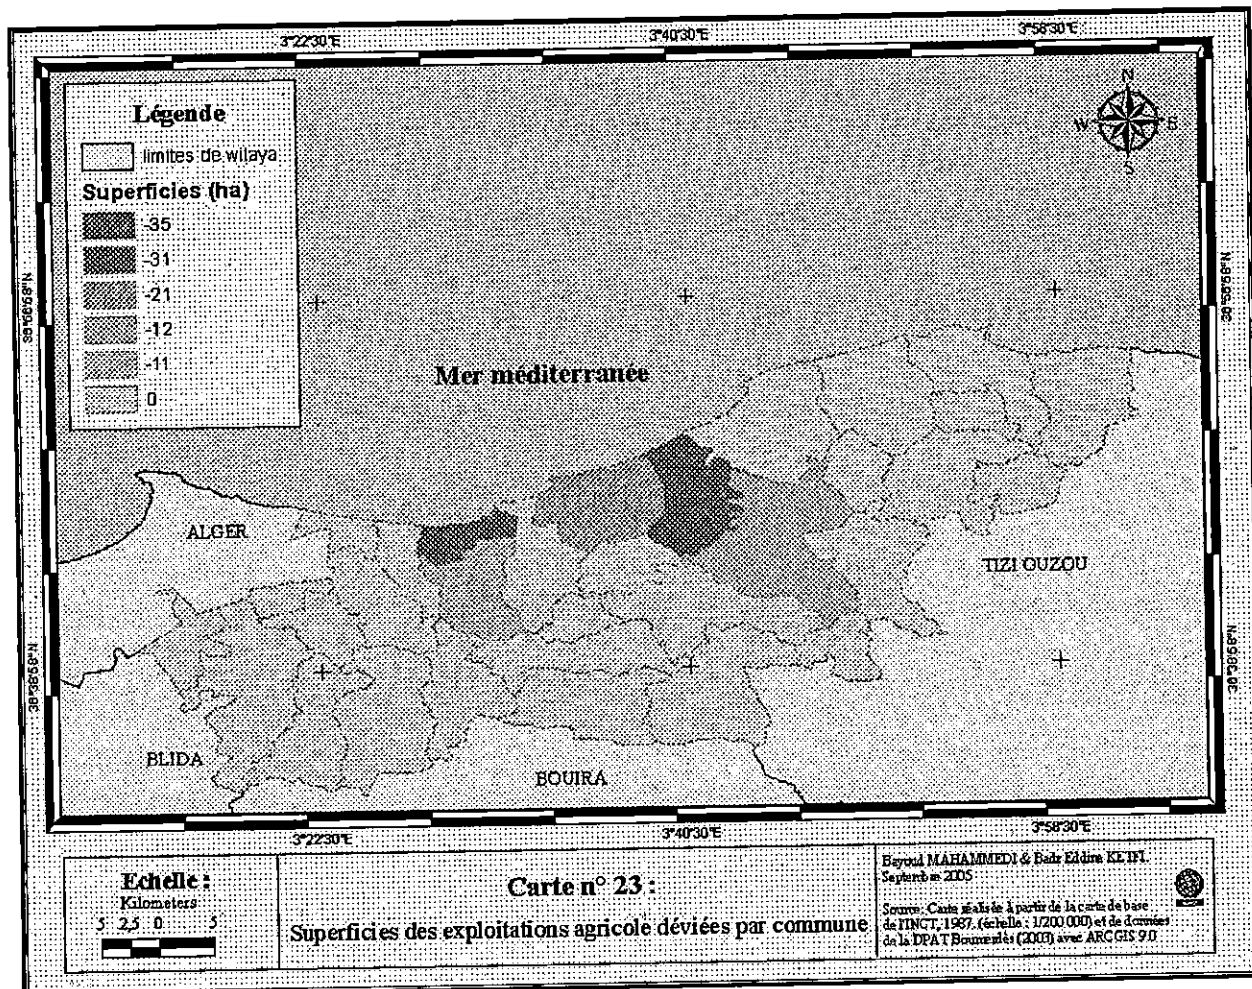 3°22'30"E
3°40'30"E
3°58'30"E
N
W
S
Légende
limites de wilaya
Superficies (ha)
-35
-31
-21
-12
-11
0
Mer méditerranée
ALGER
TIZI OUZOU
BLIDA
BOUIRA
3°22'30"E
3°40'30"E
3°58'30"E
Echelle :
Kilometers
5 2,5 0 5
Carte n° 23 :
Superficies des exploitations agricole déviées par commune
Bayoud MAHAMMEDI & Badr Eddine
Septembre 2005
Source: Carte réalisée à partir de la carte de base
de l'INCT, 1987. (échelle : 1/200 000) et de données
de la DPAT Boumerdès (2003) avec ARCGIS 9.0